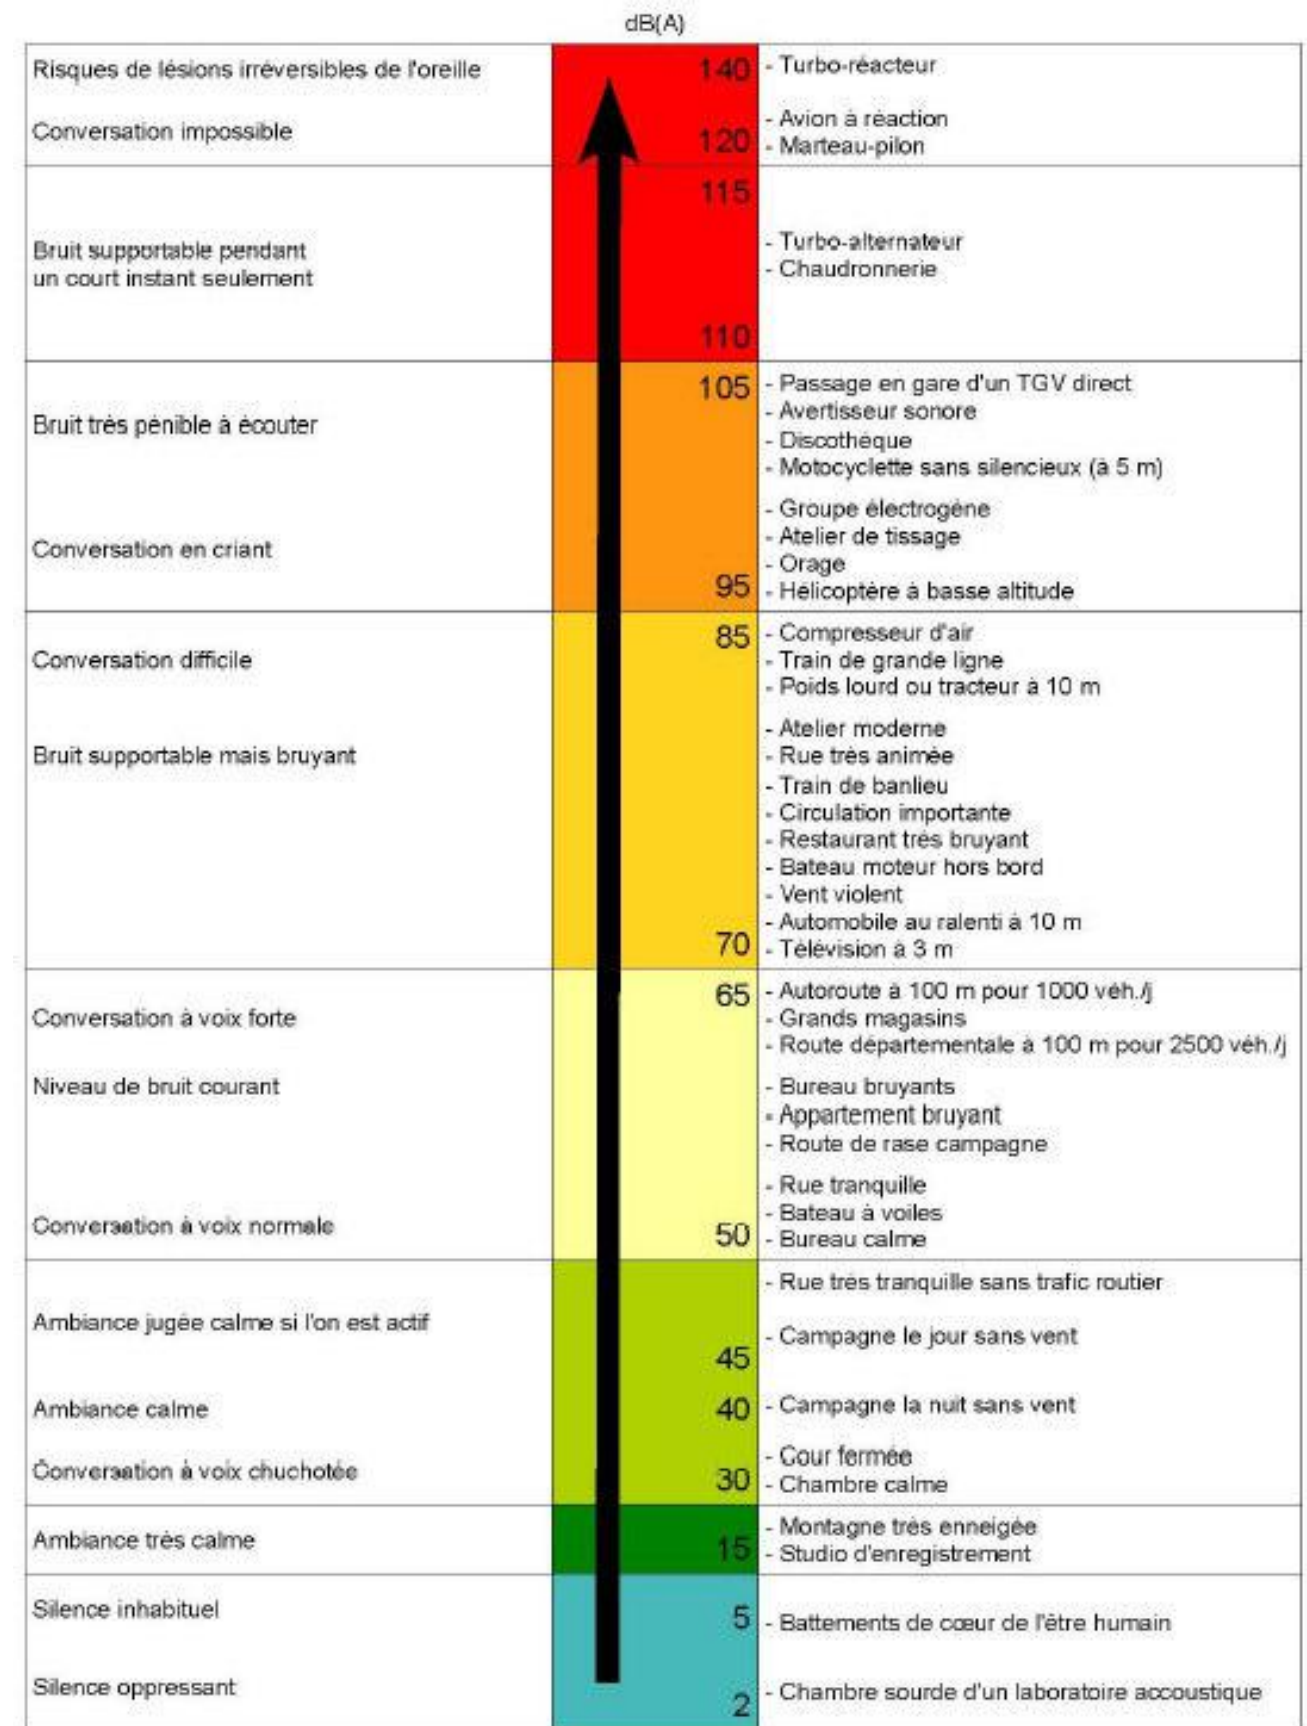 dB(A)
Risques de lésions irréversibles de l'oreille
140
- Turbo-réacteur
Conversation impossible
120
- Avion à réaction
- Marteau-pilon
115
Bruit supportable pendant
un court instant seulement
- Turbo-alternateur
- Chaudronnerie
110
105
- Passage en gare d'un TGV direct
- Avertisseur sonore
Bruit très pénible à écouter
- Discothèque
- Motocyclette sans silencieux (à 5 m)
- Groupe électrogène
- Atelier de tissage
Conversation en criant
- Orage
95
- Hélicoptère à basse altitude
85
- Compresseur d'air
Conversation difficile
- Train de grande ligne
- Poids lourd ou tracteur à 10 m
- Atelier moderne
Bruit supportable mais bruyant
- Rue très animée
- Train de banlieu
- Circulation importante
- Restaurant très bruyant
- Bateau moteur hors bord
- Vent violent
- Automobile au ralenti à 10 m
70
- Télévision à 3 m
65
- Autoroute à 100 m pour 1000 véh./j
Conversation à voix forte
- Grands magasins
- Route départementale à 100 m pour 2500 véh./j
Niveau de bruit courant
- Bureau bruyants
- Appartement bruyant
- Route de rase campagne
- Rue tranquille
- Bateau à voiles
Conversation à voix normale
50
- Bureau calme
- Rue très tranquille sans trafic routier
Ambiance jugée calme si l'on est actif
- Campagne le jour sans vent
45
Ambiance calme
40
- Campagne la nuit sans vent
- Cour fermée
Conversation à voix chuchotée
30
- Chambre calme
- Montagne très enneigée
Ambiance très calme
15
- Studio d'enregistrement
Silence inhabituel
5
- Battements de cœur de l'être humain
Silence oppressant
2
- Chambre sourde d'un laboratoire accoustique